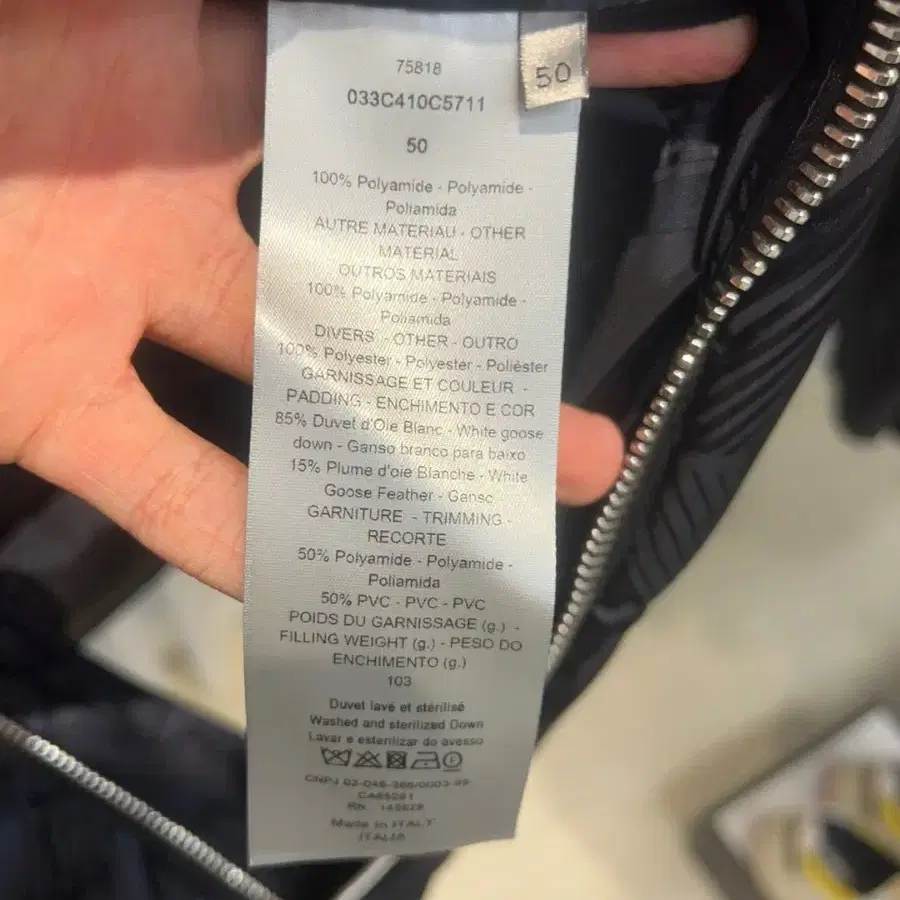 75818
50
033C410C5711
50
100% Polyamide - Polyamide -
Poliamida
AUTRE MATERIAU - OTHER
MATERIAL
OUTROS MATERIAIS
100% Polyamide - Polyamide -
Poliamida
DIVERS - OTHER - OUTRO
100% Polyester - Polyester - Poliéster
GARNISSAGE ET COULEUR -
PADDING - ENCHIMENTO E COR
85% Duvet d'Oie Blanc - White goose
down - Ganso branco para baixo
15% Plume d'oie Blanche - White
Goose Feather - Ganso
GARNITURE - TRIMMING -
RECORTE
50% Polyamide - Polyamide -
Poliamida
50% PVC - PVC - PVC
POIDS DU GARNISSAGE (g.) -
FILLING WEIGHT (g.) - PESO DO
ENCHIMENTO (g.)
103
Duvet lavé et stérilisé
Washed and sterilized Down
Lavar e esterilizar do avesso
CNPJ
Made in ITALY
ITALIA